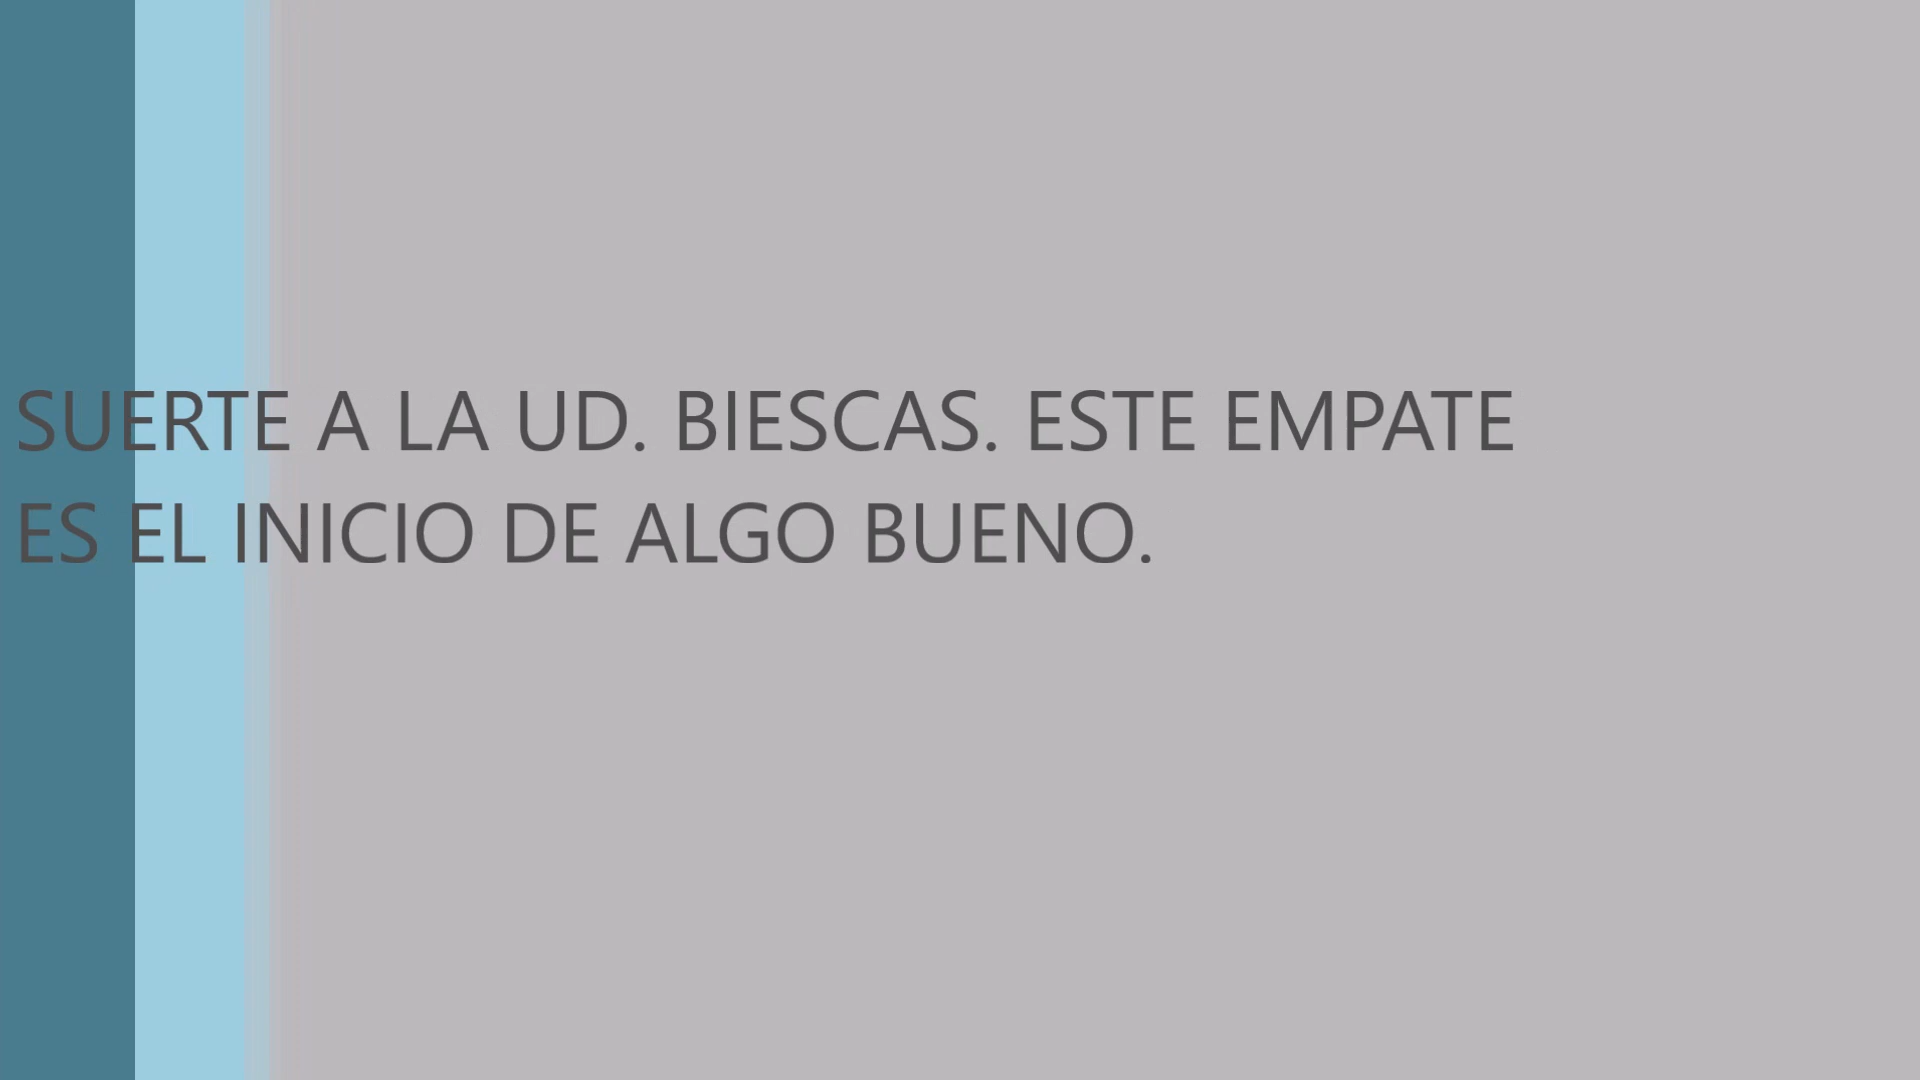 SUERTE A LA UD. BIESCAS. ESTE EMPATE
ES EL INICIO DE ALGO BUENO.